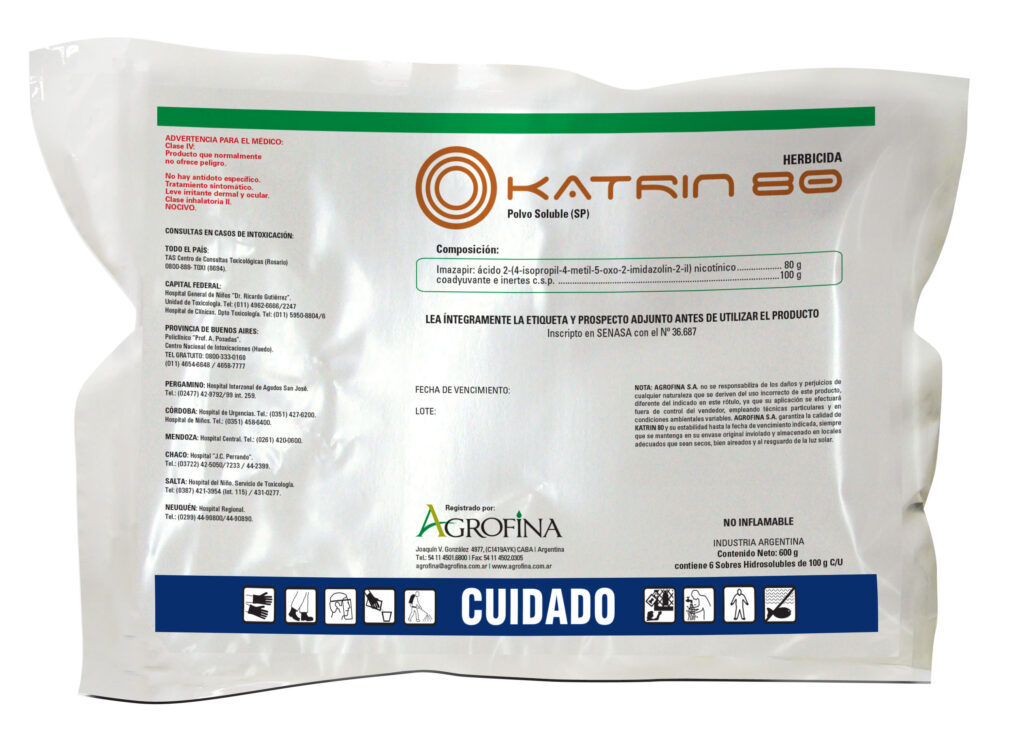 ADVERTENCIA PARA EL MÉDICO:
Clase IV:
Producto que normalmente
no ofrece peligro.
No hay antídoto específico.
Tratamiento sintomático.
Leve irritante dermal y ocular.
Clase inhalatoria II.
NOCIVO.
CONSULTAS EN CASOS DE INTOXICACIÓN:
TODO EL PAÍS:
TAS Centro de Consultas Toxicológicas (Rosario)
0800-888- TOXI (8694).
CAPITAL FEDERAL:
Hospital General de Niños "Dr. Ricardo Gutiérrez".
Unidad de Toxicología. Tel: (011) 4962-6666/2247
Hospital de Clínicas. Dpto Toxicología. Tel: (011) 5950-8804/6
PROVINCIA DE BUENOS AIRES:
Policlínico "Prof. A. Posadas".
Centro Nacional de Intoxicaciones (Haedo).
TEL GRATUITO: 0800-333-0160
(011) 4654-6648 / 4658-7777
PERGAMINO: Hospital Interzonal de Agudos San José.
Tel.: (02477) 42-9792/99 int. 259.
CÓRDOBA: Hospital de Urgencias. Tel.: (0351) 427-6200.
Hospital de Niños. Tel.: (0351) 458-6400.
MENDOZA: Hospital Central. Tel.: (0261) 420-0600.
CHACO: Hospital "J.C. Perrando".
Tel.: (03722) 42-5050/7233 / 44-2399.
SALTA: Hospital del Niño, Servicio de Toxicología.
Tel: (0387) 421-3954 (Int. 115) / 431-0277.
NEUQUÉN: Hospital Regional.
Tel.: (0299) 44-90800/44-90890.
HERBICIDA
KATRIN 80
Polvo Soluble (SP)
Composición:
Imazapir: ácido 2-(4-isopropil-4-metil-5-oxo-2-imidazolin-2-il) nicotínico.................. 80 g
coadyuvante e inertes c.s.p. ..................................................................................100 g
LEA ÍNTEGRAMENTE LA ETIQUETA Y PROSPECTO ADJUNTO ANTES DE UTILIZAR EL PRODUCTO
Inscripto en SENASA con el Nº 36.687
FECHA DE VENCIMIENTO:
LOTE:
NOTA: AGROFINA S.A. no se responsabiliza de los daños y perjuicios de
cualquier naturaleza que se deriven del uso incorrecto de este producto,
diferente del indicado en este rótulo, ya que su aplicación se efectuará
fuera de control del vendedor, empleando técnicas particulares y en
condiciones ambientales variables. AGROFINA S.A. garantiza la calidad de
KATRIN 80 y su estabilidad hasta la fecha de vencimiento indicada, siempre
que se mantenga en su envase original inviolado y almacenado en locales
adecuados que sean secos, bien aireados y al resguardo de la luz solar.
Registrado por:
AGROFINA
Joaquín V. González 4977, (C1419AYK) CABA | Argentina
Tel.: 54 11 4501.6800 | Fax: 54 11 4502.0305
agrofina@agrofina.com.ar | www.agrofina.com.ar
NO INFLAMABLE
INDUSTRIA ARGENTINA
Contenido Neto: 600 g
contiene 6 Sobres Hidrosolubles de 100 g C/U
CUIDADO